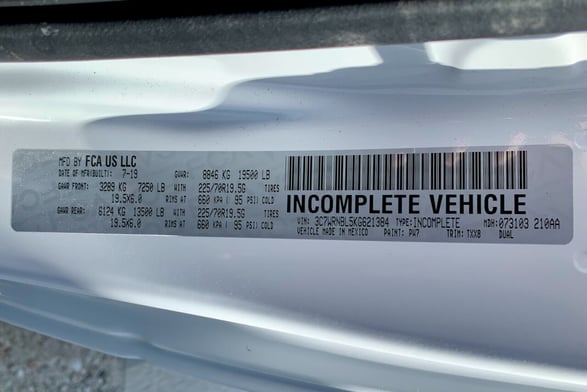 MFD BY FCA US LLC
DATE OF MFR(BUILT): 7-19 GVWR: 8846 KG 19500 LB
GAWR FRONT: 3289 KG 7250 LB WITH 225/70R19.5G TIRES
19.5X6.0 RIMS AT 660 KPA( 95 PSI) COLD
GAWR REAR: 6124 KG 13500 LB WITH 225/70R19.5G TIRES
19.5X6.0 RIMS AT 660 KPA( 95 PSI) COLD
INCOMPLETE VEHICLE
VIN: 3C7WRNBL5KG621384 TYPE:INCOMPLETE MDH:073103 210AA
VEHICLE MADE IN MEXICO PAINT: PW7 TRIM: TXX8 DUAL